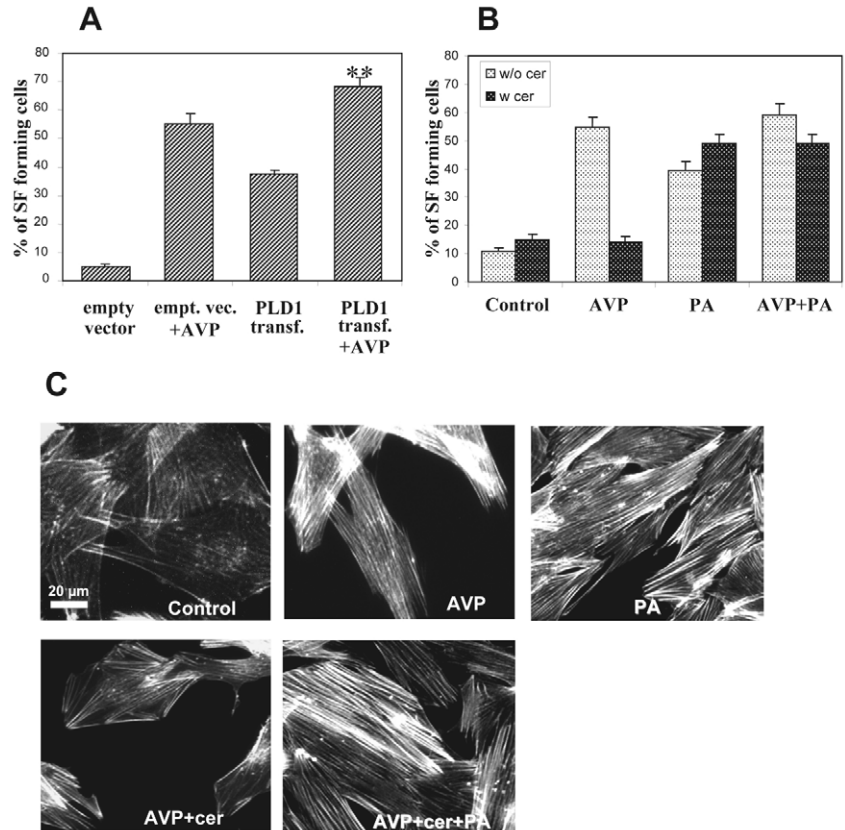 A
% of SF forming cells
80
70
60
50
40
30
20
10
0
**
empty
vector
empt. vec.
+AVP
PLD1
transf.
PLD1
transf.
+AVP
B
% of SF forming cells
80
70
60
50
40
30
20
10
0
w/o cer
w cer
Control
AVP
PA
AVP+PA
C
20 µm
Control
AVP
PA
AVP+cer
AVP+cer+PA